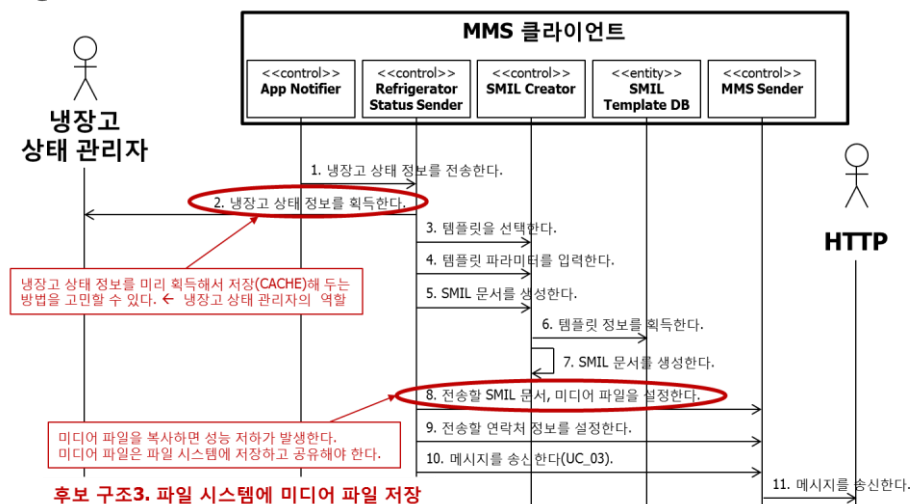 MMS 클라이언트
<<control>>
App Notifier
<<control>>
Refrigerator
Status Sender
<<control>>
SMIL Creator
<<entity>>
SMIL
Template DB
<<control>>
MMS Sender
냉장고
상태 관리자
HTTP
1. 냉장고 상태 정보를 전송한다.
2. 냉장고 상태 정보를 획득한다.
3. 템플릿을 선택한다.
4. 템플릿 파라미터를 입력한다.
냉장고 상태 정보를 미리 획득해서 저장(CACHE)해 두는
방법을 고민할 수 있다. ← 냉장고 상태 관리자의 역할
5. SMIL 문서를 생성한다.
6. 템플릿 정보를 획득한다.
7. SMIL 문서를 생성한다.
8. 전송할 SMIL 문서, 미디어 파일을 설정한다.
미디어 파일을 복사하면 성능 저하가 발생한다.
미디어 파일은 파일 시스템에 저장하고 공유해야 한다.
9. 전송할 연락처 정보를 설정한다.
10. 메시지를 송신한다(UC_03).
11. 메시지를 송신한다.
후보 구조3. 파일 시스템에 미디어 파일 저장